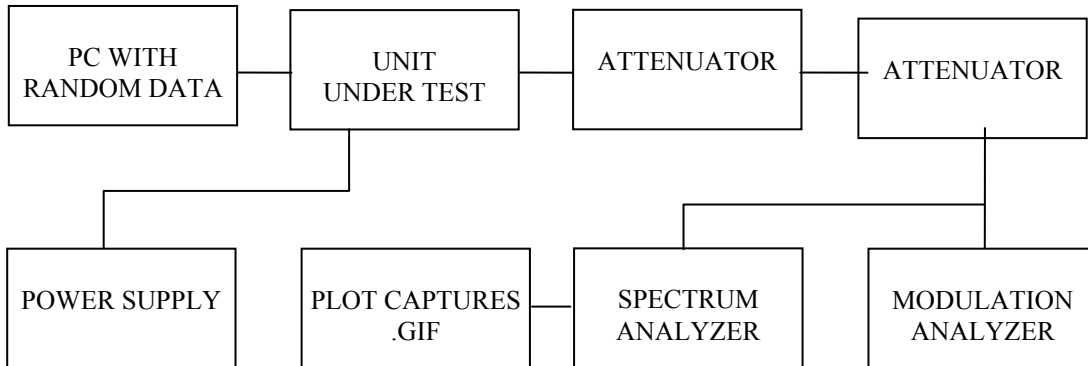 PC WITH
RANDOM DATA
UNIT
UNDER TEST
ATTENUATOR
ATTENUATOR
POWER SUPPLY
PLOT CAPTURES
.GIF
SPECTRUM
ANALYZER
MODULATION
ANALYZER